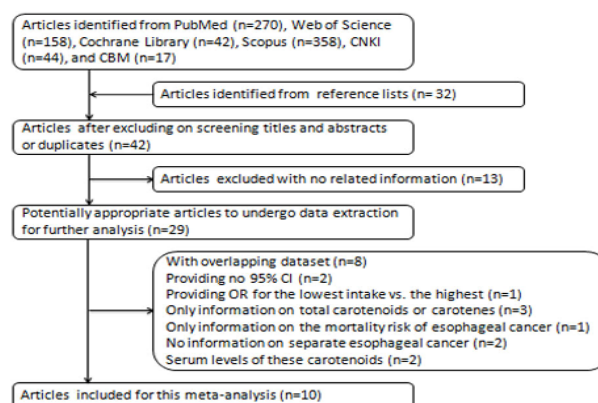 Articles identified from PubMed (n=270), Web of Science
(n=158), Cochrane Library (n=42), Scopus (n=358), CNKI
(n=44), and CBM (n=17)
Articles identified from reference lists (n= 32)
Articles after excluding on screening titles and abstracts
or duplicates (n=42)
Articles excluded with no related information (n=13)
Potentially appropriate articles to undergo data extraction
for further analysis (n=29)
With overlapping dataset (n=8)
Providing no 95% CI (n=2)
Providing OR for the lowest intake vs. the highest (n=1)
Only information on total carotenoids or carotenes (n=3)
Only information on the mortality risk of esophageal cancer (n=1)
No information on separate esophageal cancer (n=2)
Serum levels of these carotenoids (n=2)
Articles included for this meta-analysis (n=10)